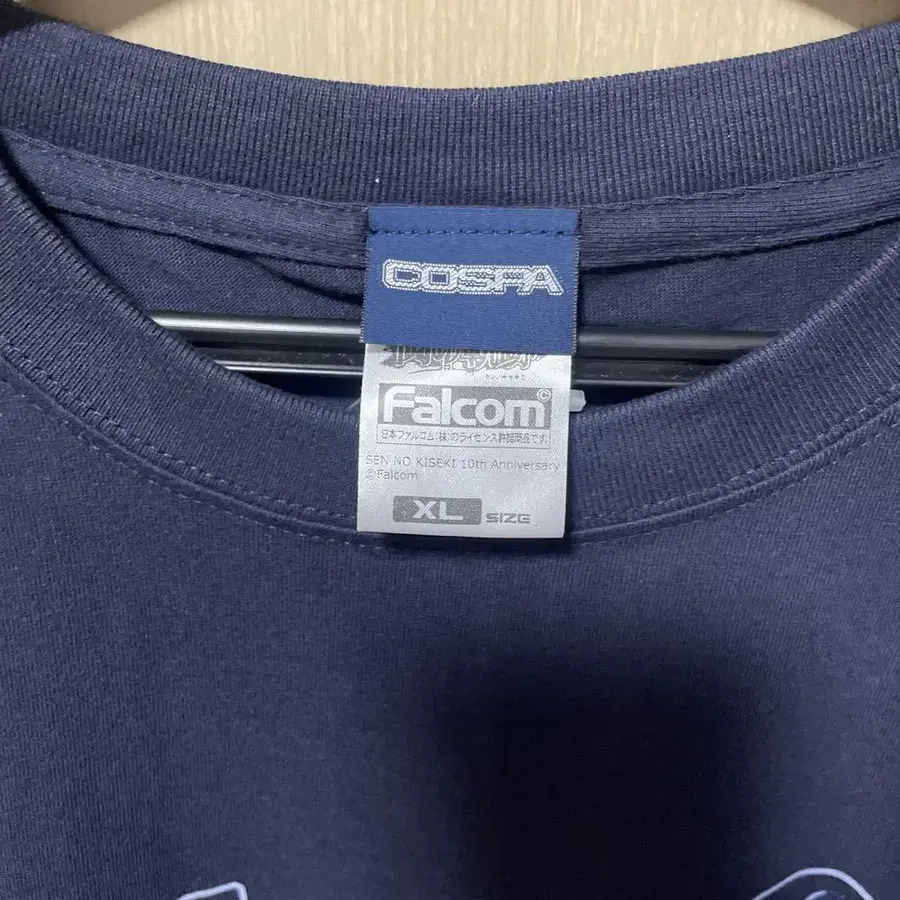 COSPA
Falcom©
日本ファルコム(株)のライセンス許諾商品です。
SEN NO KISEKI 10th Anniversary
©Falcom
XL SIZE